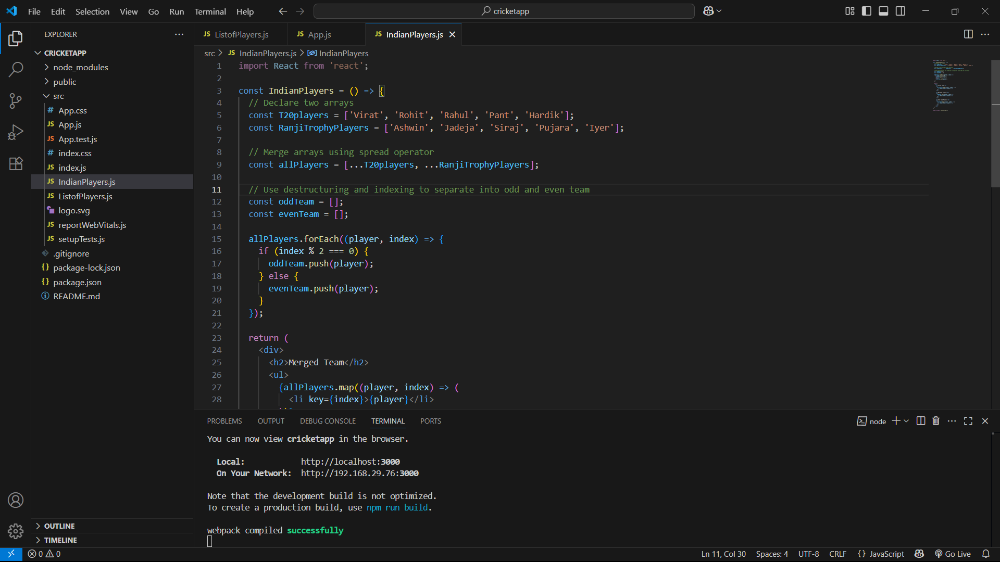 File Edit Selection View Go Run Terminal Help
cricketapp
EXPLORER
CRICKETAPP
node_modules
public
src
# App.css
JS App.js
JS App.test.js
# index.css
JS index.js
JS IndianPlayers.js
JS ListofPlayers.js
logo.svg
JS reportWebVitals.js
JS setupTests.js
.gitignore
{} package-lock.json
{} package.json
README.md
OUTLINE
TIMELINE
JS ListofPlayers.js JS App.js JS IndianPlayers.js
src > JS IndianPlayers.js > IndianPlayers
1 import React from 'react';
2
3 const IndianPlayers = () => {
4 // Declare two arrays
5 const T20players = ['Virat', 'Rohit', 'Rahul', 'Pant', 'Hardik'];
6 const RanjiTrophyPlayers = ['Ashwin', 'Jadeja', 'Siraj', 'Pujara', 'Iyer'];
7
8 // Merge arrays using spread operator
9 const allPlayers = [...T20players, ...RanjiTrophyPlayers];
10
11 // Use destructuring and indexing to separate into odd and even team
12 const oddTeam = [];
13 const evenTeam = [];
14
15 allPlayers.forEach((player, index) => {
16 if (index % 2 === 0) {
17 oddTeam.push(player);
18 } else {
19 evenTeam.push(player);
20 }
21 });
22
23 return (
24 <div>
25 <h2>Merged Team</h2>
26 <ul>
27 {allPlayers.map((player, index) => (
28 <li key={index}>{player}</li>
PROBLEMS OUTPUT DEBUG CONSOLE TERMINAL PORTS
node
You can now view cricketapp in the browser.
Local: http://localhost:3000
On Your Network: http://192.168.29.76:3000
Note that the development build is not optimized.
To create a production build, use npm run build.
webpack compiled successfully
0 0
Ln 11, Col 30 Spaces: 4 UTF-8 CRLF {} JavaScript Go Live